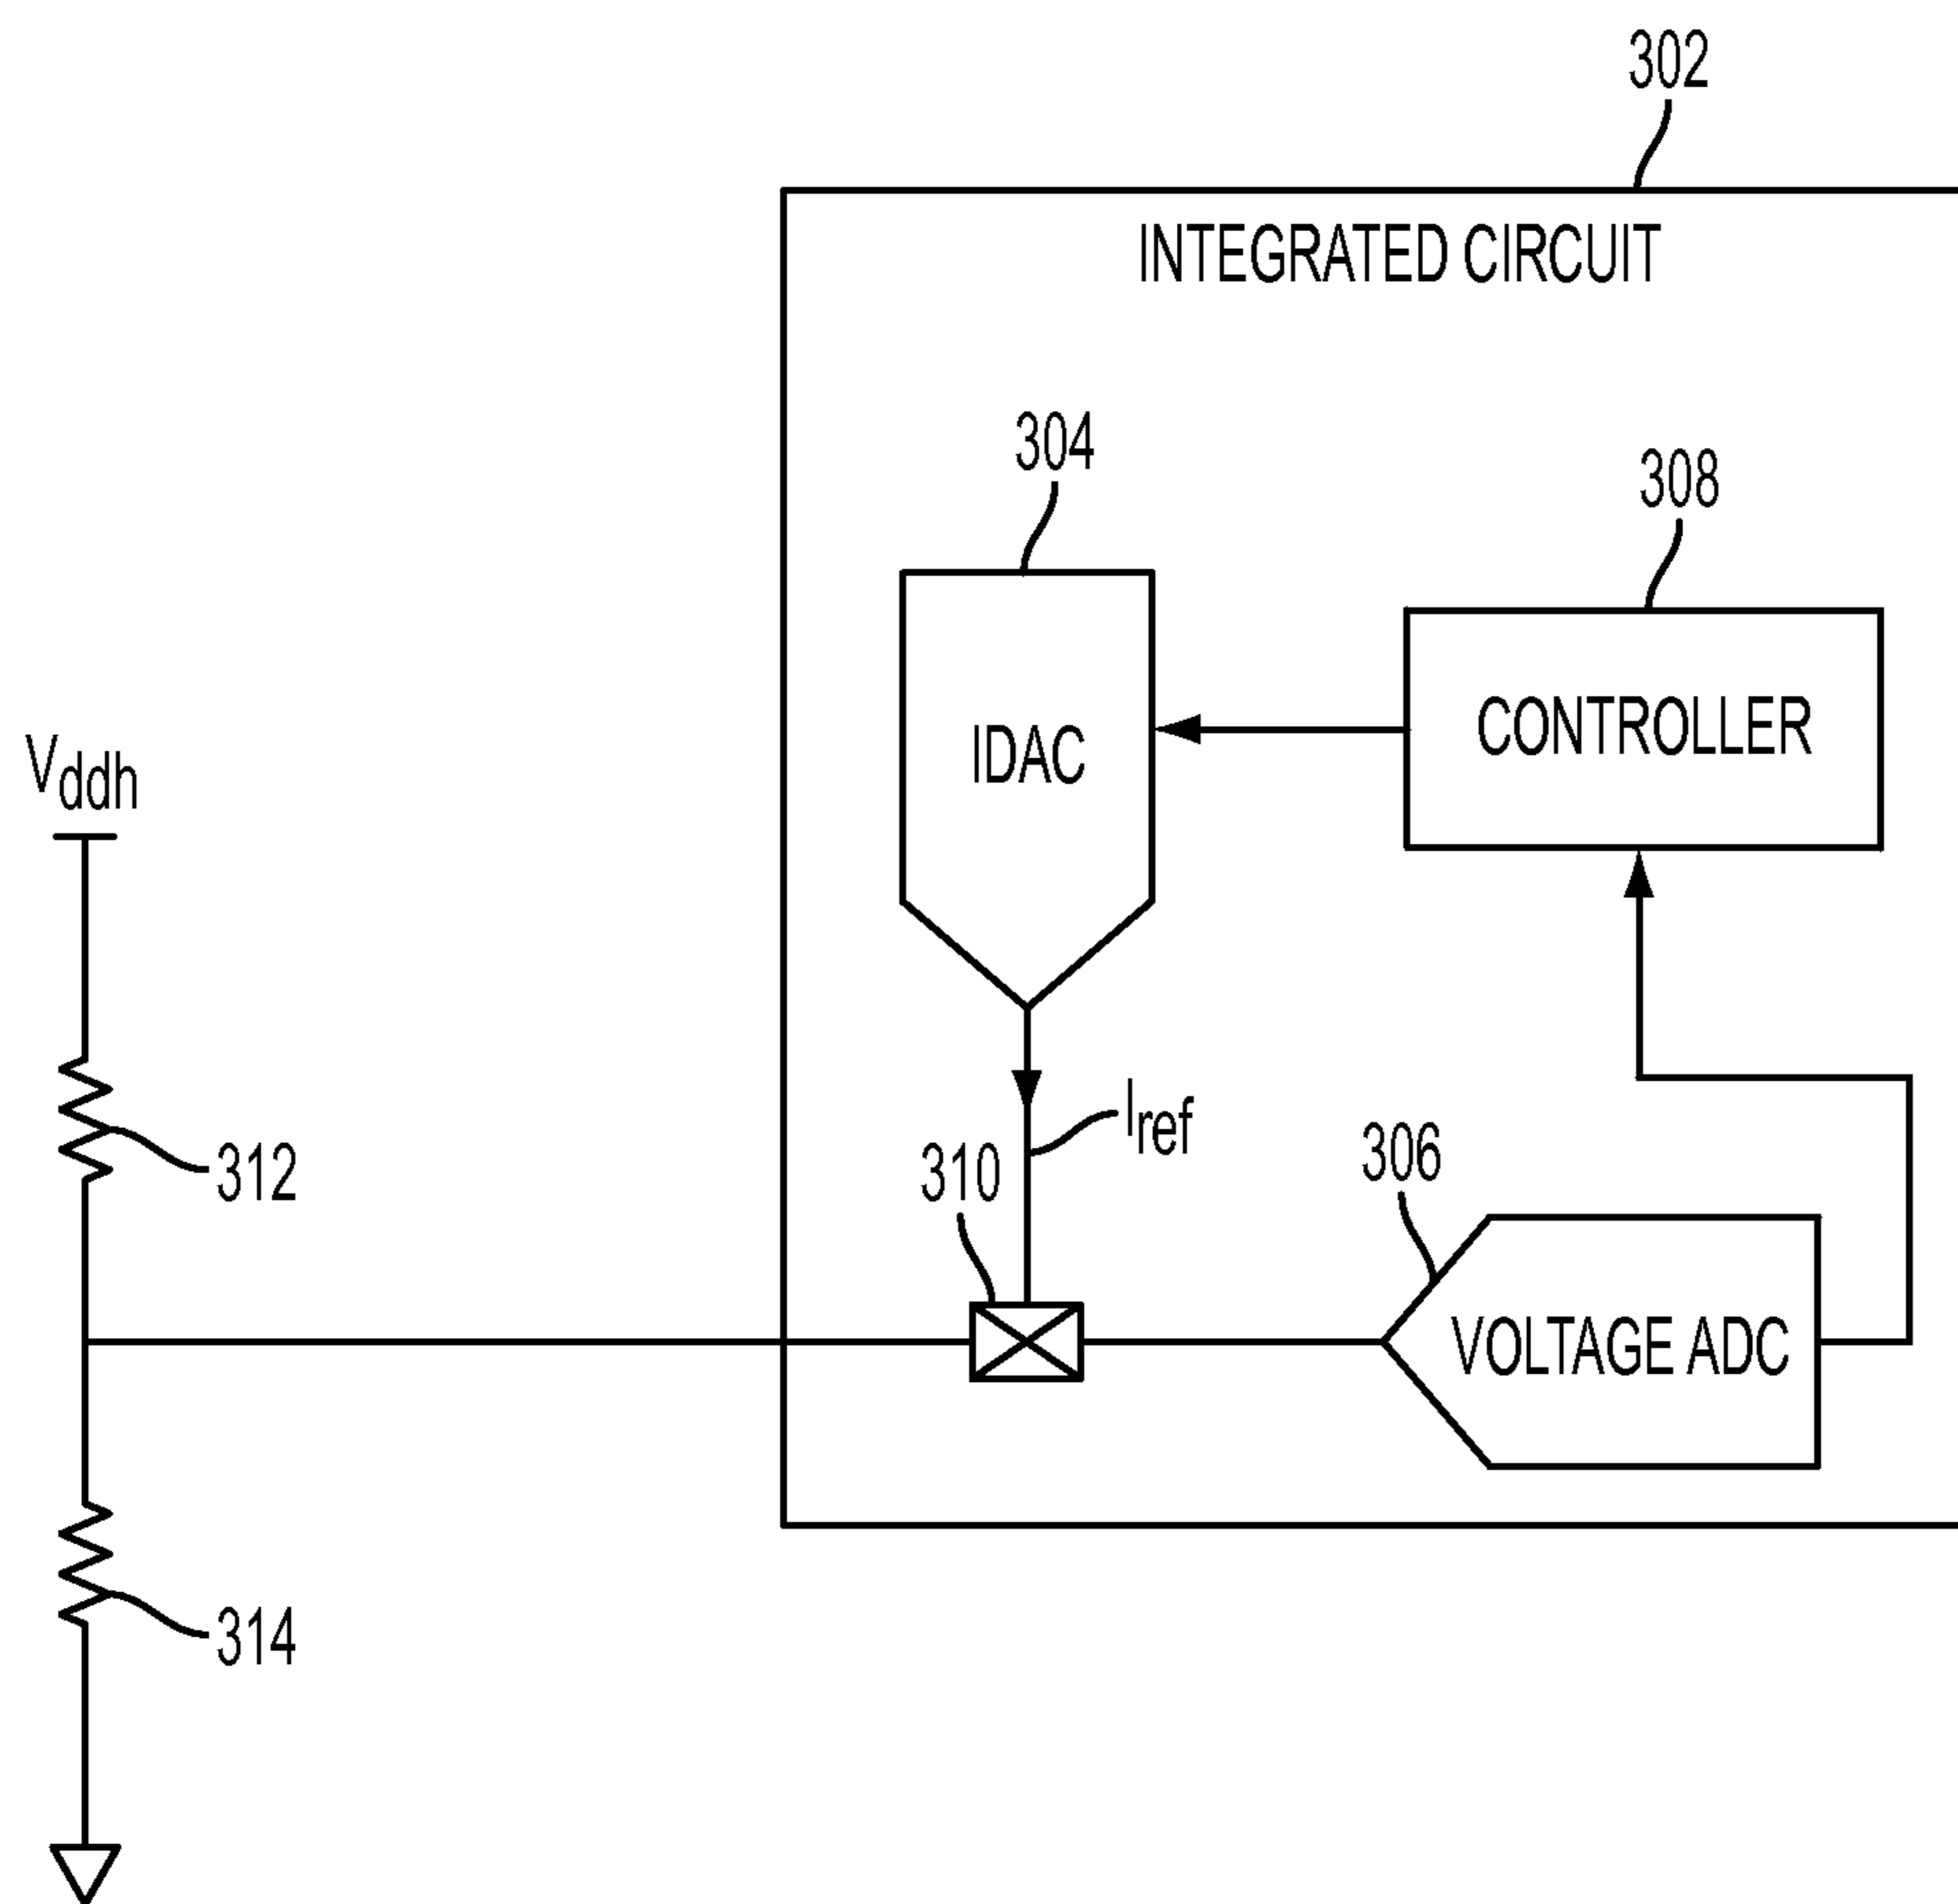 302
INTEGRATED CIRCUIT
304
308
IDAC
CONTROLLER
Vddh
Iref
310
306
312
VOLTAGE ADC
314